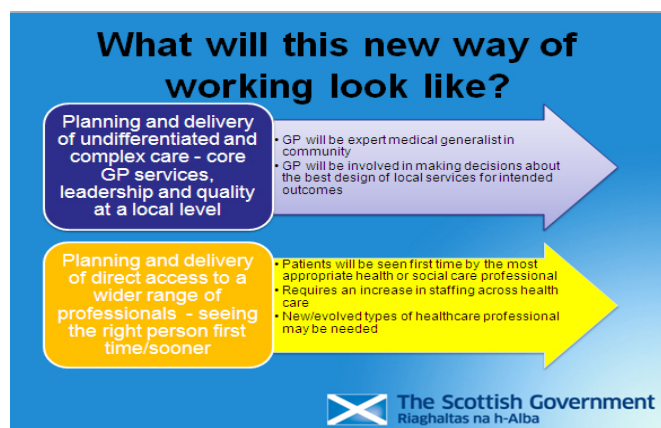 What will this new way of
working look like?
Planning and delivery
of undifferentiated and
complex care - core
GP services,
leadership and quality
at a local level
• GP will be expert medical generalist in
community
• GP will be involved in making decisions about
the best design of local services for intended
outcomes
Planning and delivery
of direct access to a
wider range of
professionals - seeing
the right person first
time/sooner
• Patients will be seen first time by the most
appropriate health or social care professional
• Requires an increase in staffing across health
care
• New/evolved types of healthcare professional
may be needed
The Scottish Government
Riaghaltas na h-Alba